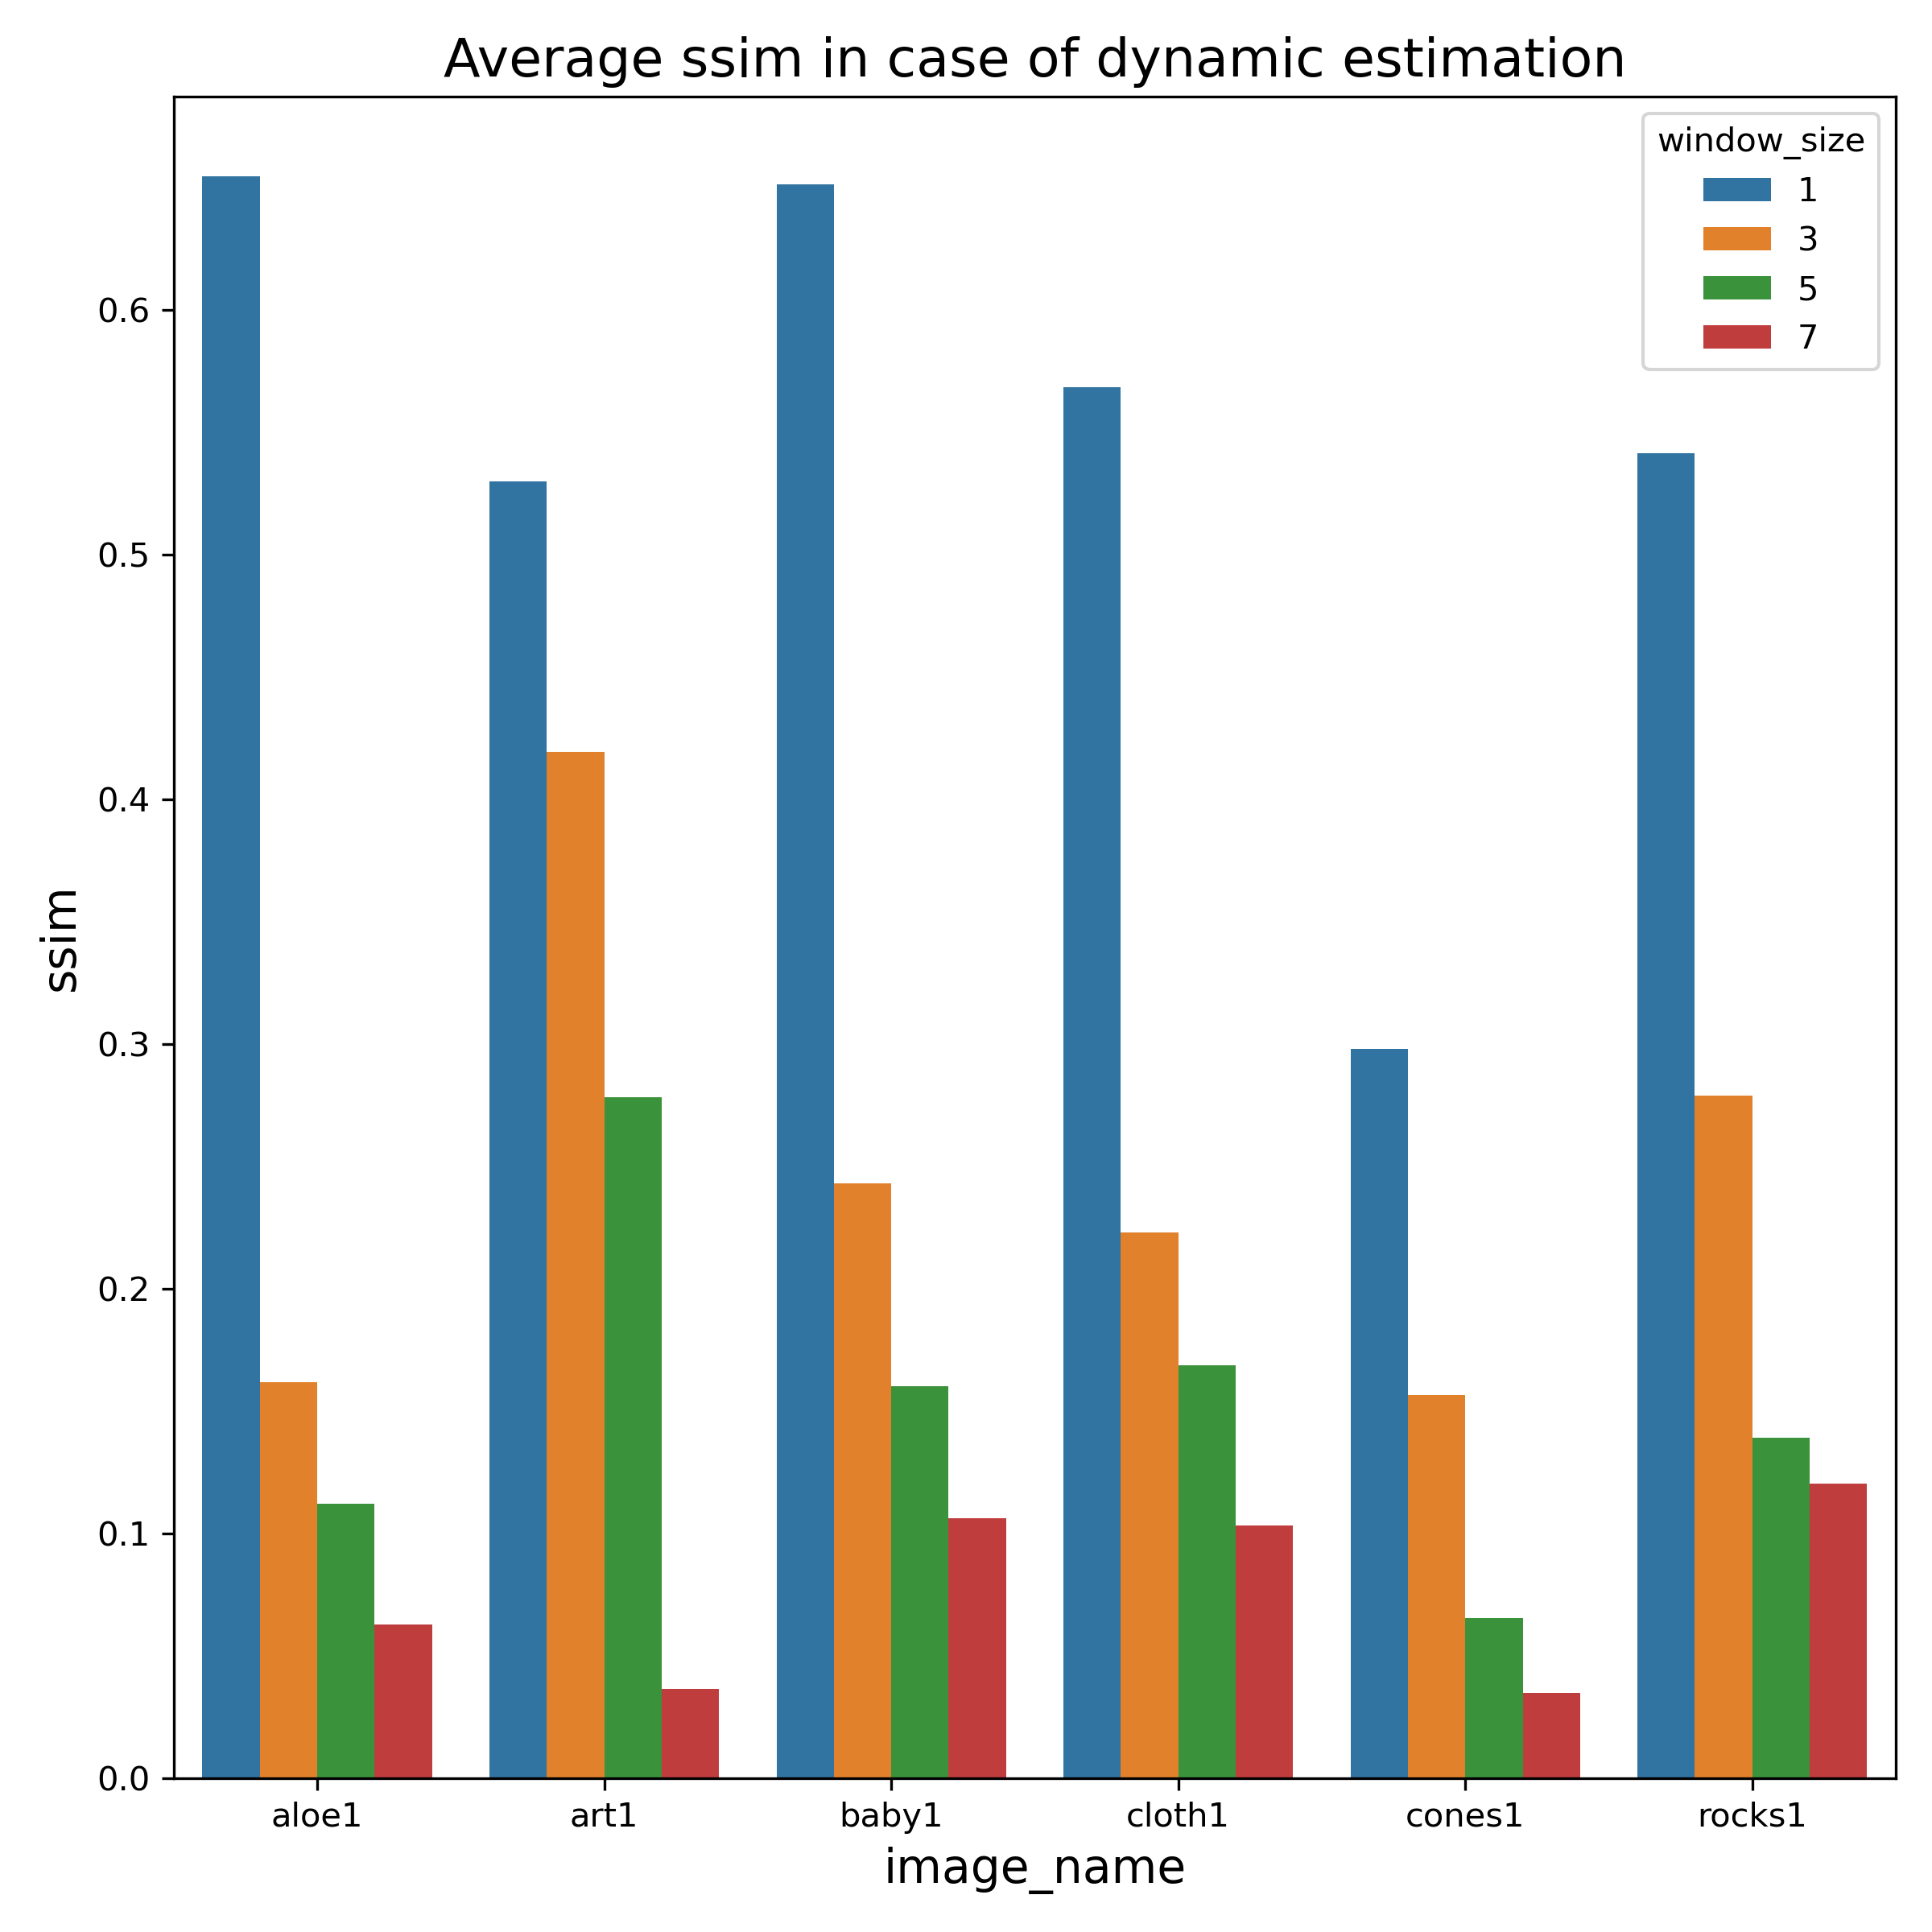 Average ssim in case of dynamic estimation
window_size
1
3
5
7
0.6
0.5
0.4
0.3
0.2
0.1
0.0
ssim
aloe1 art1 baby1 cloth1 cones1 rocks1
image_name